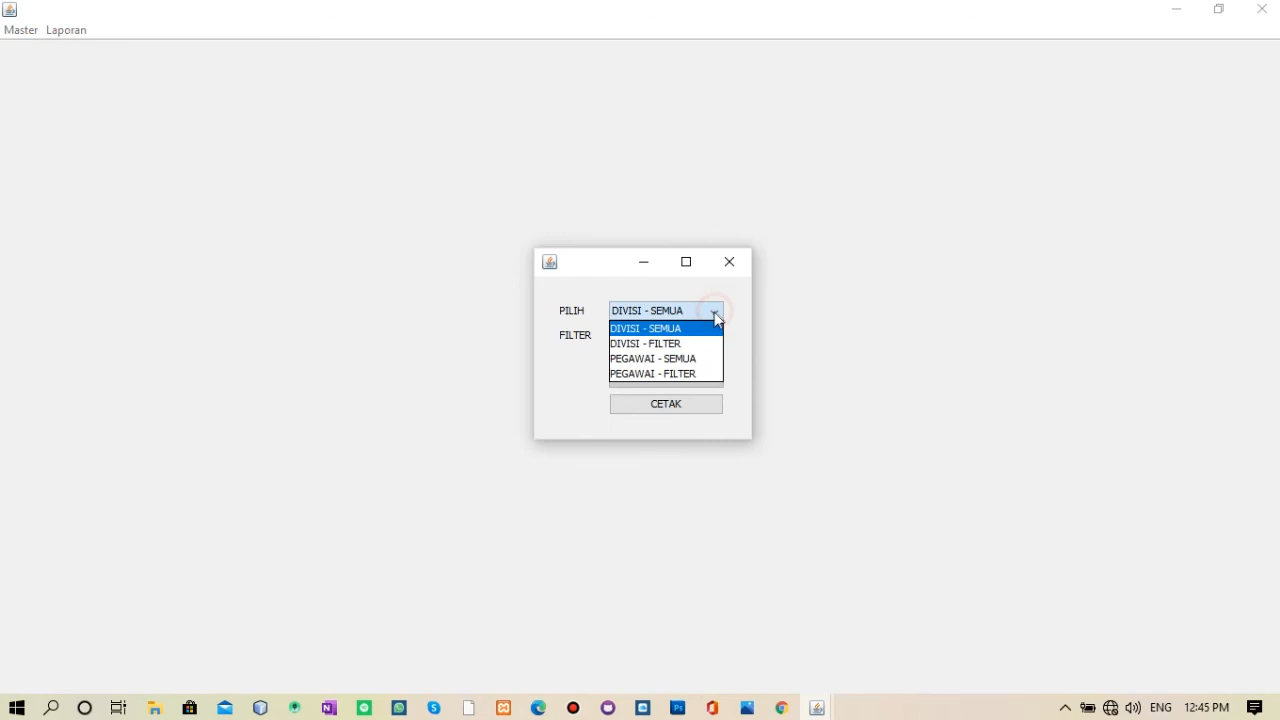 Master Laporan
PILIH DIVISI - SEMUA
FILTER
DIVISI - SEMUA
DIVISI - FILTER
PEGAWAI - SEMUA
PEGAWAI - FILTER
CETAK
ENG 12:45 PM